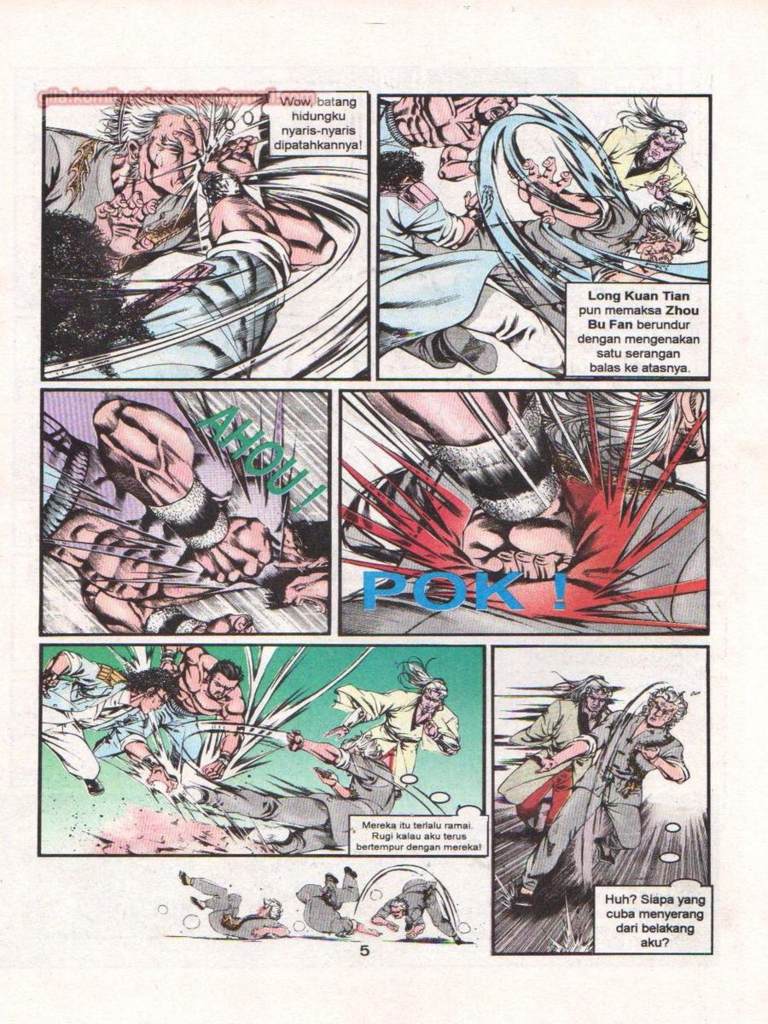 Wow, batang
hidungku
nyaris-nyaris
dipatahkannya!
Long Kuan Tian
pun memaksa Zhou
Bu Fan berundur
dengan mengenakan
satu serangan
balas ke atasnya.
AHOU!
POK !
Mereka itu terlalu ramai.
Rugi kalau aku terus
bertempur dengan mereka!
Huh? Siapa yang
cuba menyerang
dari belakang
aku?
5